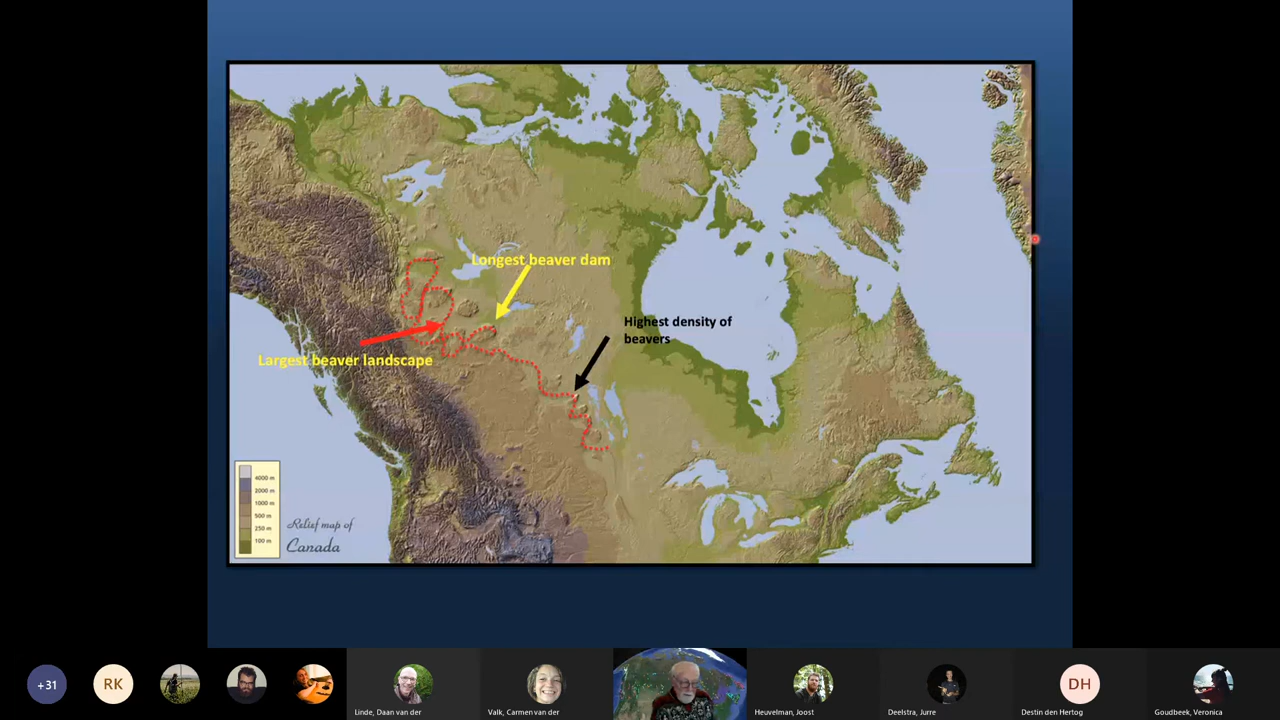 Longest beaver dam
Highest density of
beavers
Largest beaver landscape
4000 m
2000 m
1000 m
500 m
250 m
100 m
Relief map of
Canada
+31
RK
DH
Linde, Daan van der
Valk, Carmen van der
Heuvelman, Joost
Deelstra, Jurre
Destin den Hertog
Goudbeek, Veronica